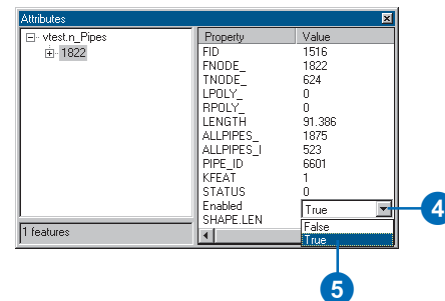 Attributes
vtest.n_Pipes
1822
1 features
Property Value
FID 1516
FNODE_ 1822
TNODE_ 624
LPOLY_ 0
RPOLY_ 0
LENGTH 91.386
ALLPIPES_ 1875
ALLPIPES_I 523
PIPE_ID 6601
KFEAT 1
STATUS 0
Enabled True
SHAPE.LEN
False
True
4
5